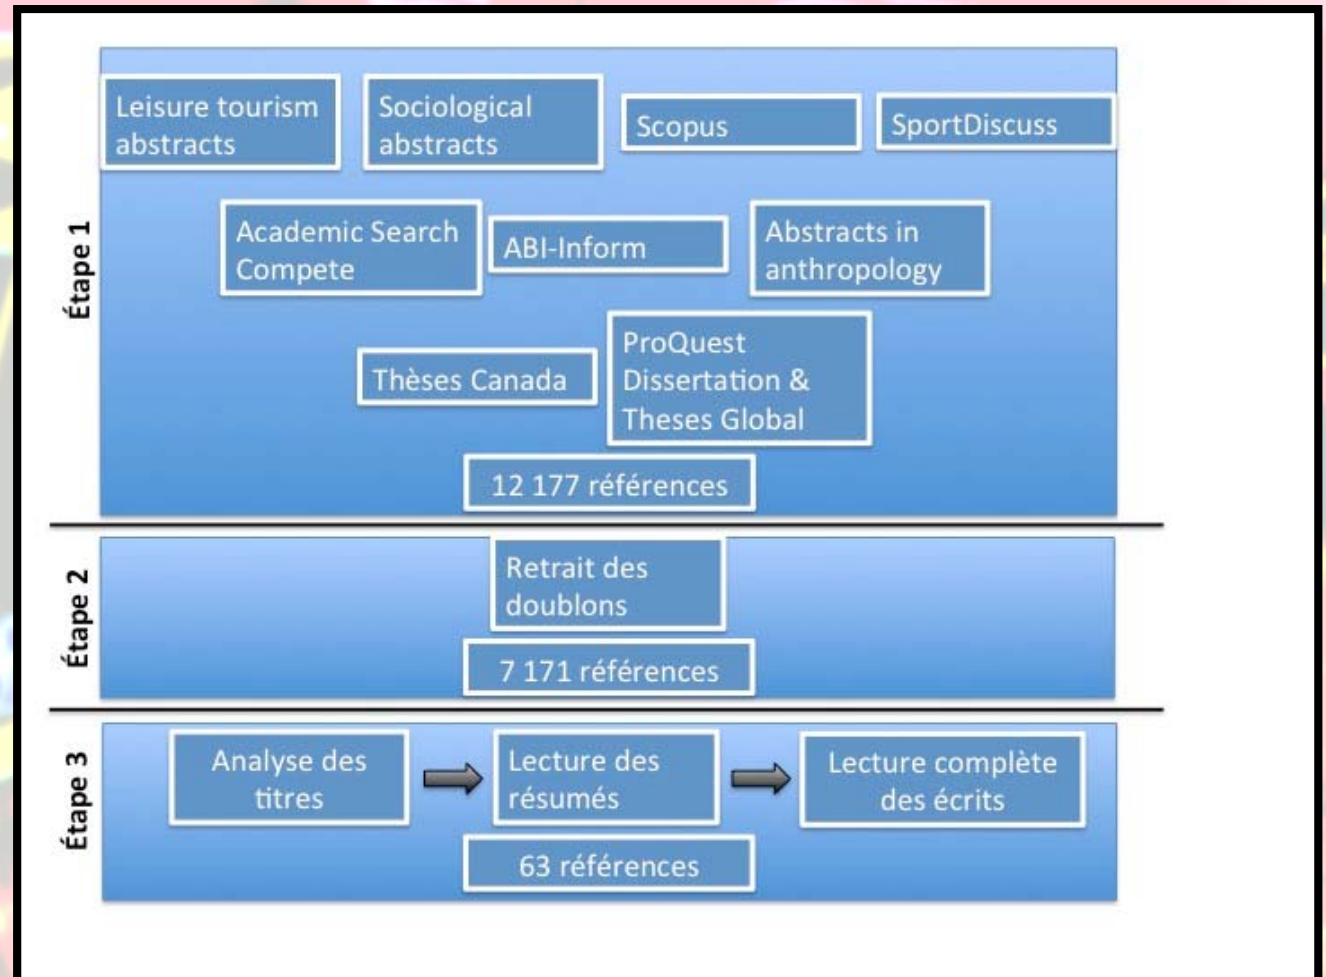 Étape 1
Leisure tourism
abstracts
Sociological
abstracts
Scopus
SportDiscuss
Academic Search
Compete
ABI-Inform
Abstracts in
anthropology
Thèses Canada
ProQuest
Dissertation &
Theses Global
12 177 références
Étape 2
Retrait des
doublons
7 171 références
Étape 3
Analyse des
titres
Lecture des
résumés
Lecture complète
des écrits
63 références